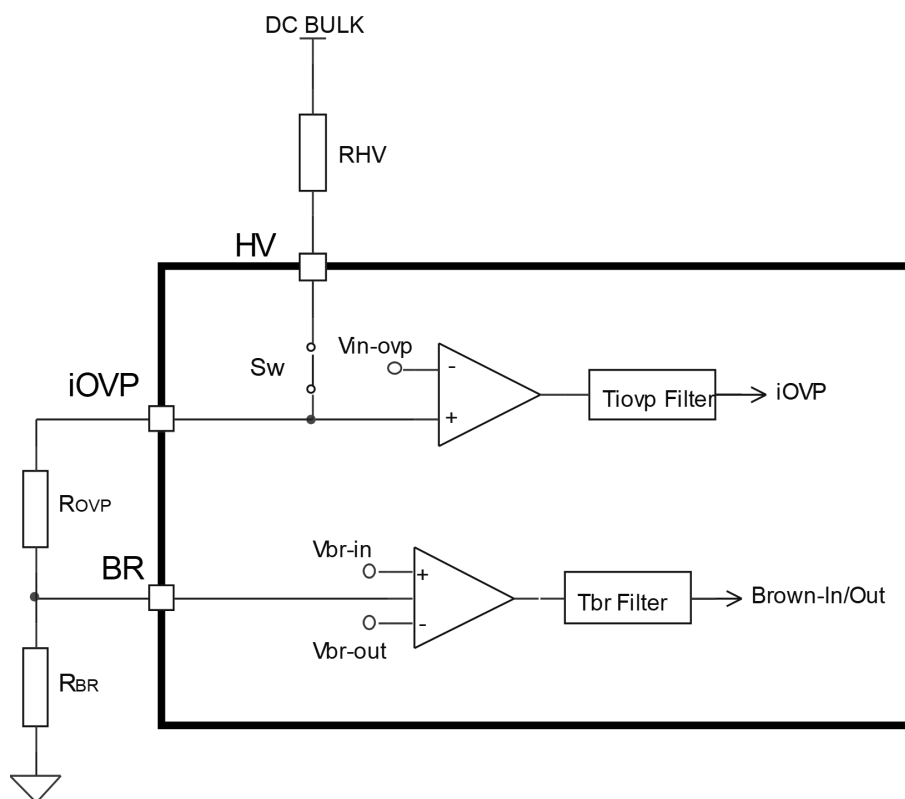 DC BULK
RHV
HV
Vin-ovp
Sw
-
iOVP
Tiovp Filter
iOVP
+
ROVP
Vbr-in
BR
+
Tbr Filter
Brown-In/Out
-
Vbr-out
RBR